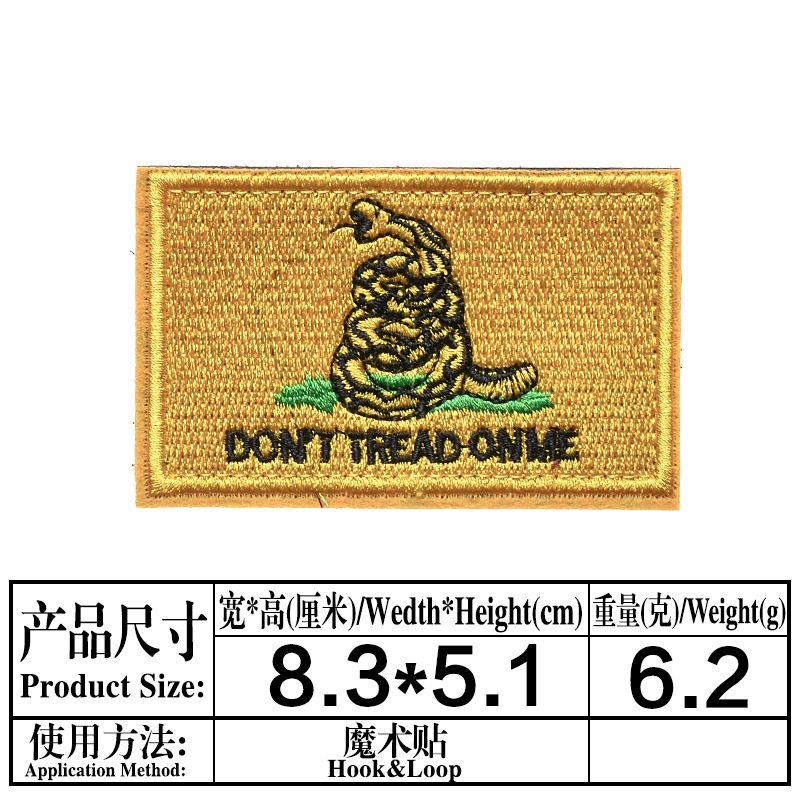 DON'T TREAD ON ME
产品尺寸
Product Size:
宽*高(厘米)/Wedth*Height(cm)
重量(克)/Weight(g)
8.3*5.1
6.2
使用方法:
Application Method:
魔术贴
Hook&Loop